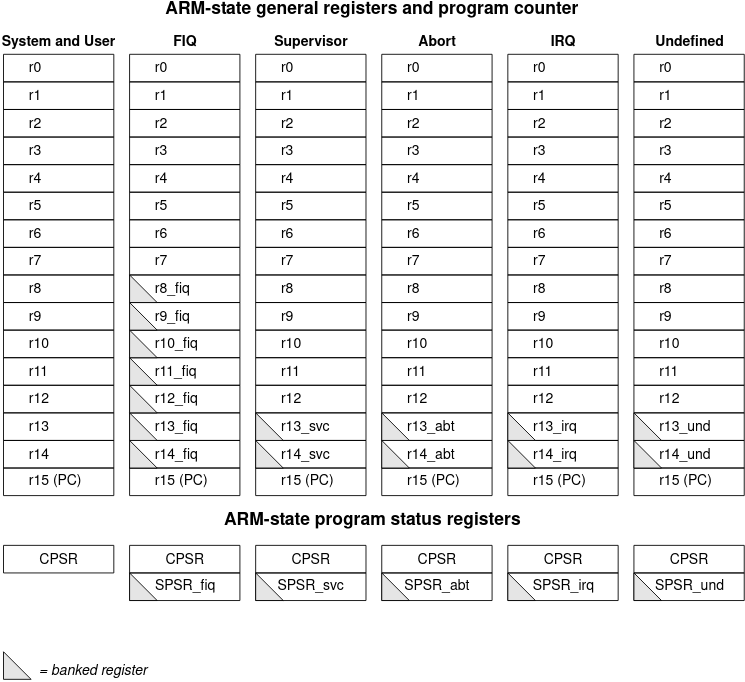 ARM-state general registers and program counter
System and User FIQ Supervisor Abort IRQ Undefined
r0 r0 r0 r0 r0 r0
r1 r1 r1 r1 r1 r1
r2 r2 r2 r2 r2 r2
r3 r3 r3 r3 r3 r3
r4 r4 r4 r4 r4 r4
r5 r5 r5 r5 r5 r5
r6 r6 r6 r6 r6 r6
r7 r7 r7 r7 r7 r7
r8 r8_fiq r8 r8 r8 r8
r9 r9_fiq r9 r9 r9 r9
r10 r10_fiq r10 r10 r10 r10
r11 r11_fiq r11 r11 r11 r11
r12 r12_fiq r12 r12 r12 r12
r13 r13_fiq r13_svc r13_abt r13_irq r13_und
r14 r14_fiq r14_svc r14_abt r14_irq r14_und
r15 (PC) r15 (PC) r15 (PC) r15 (PC) r15 (PC) r15 (PC)
ARM-state program status registers
CPSR CPSR CPSR CPSR CPSR CPSR
SPSR_fiq SPSR_svc SPSR_abt SPSR_irq SPSR_und
= banked register